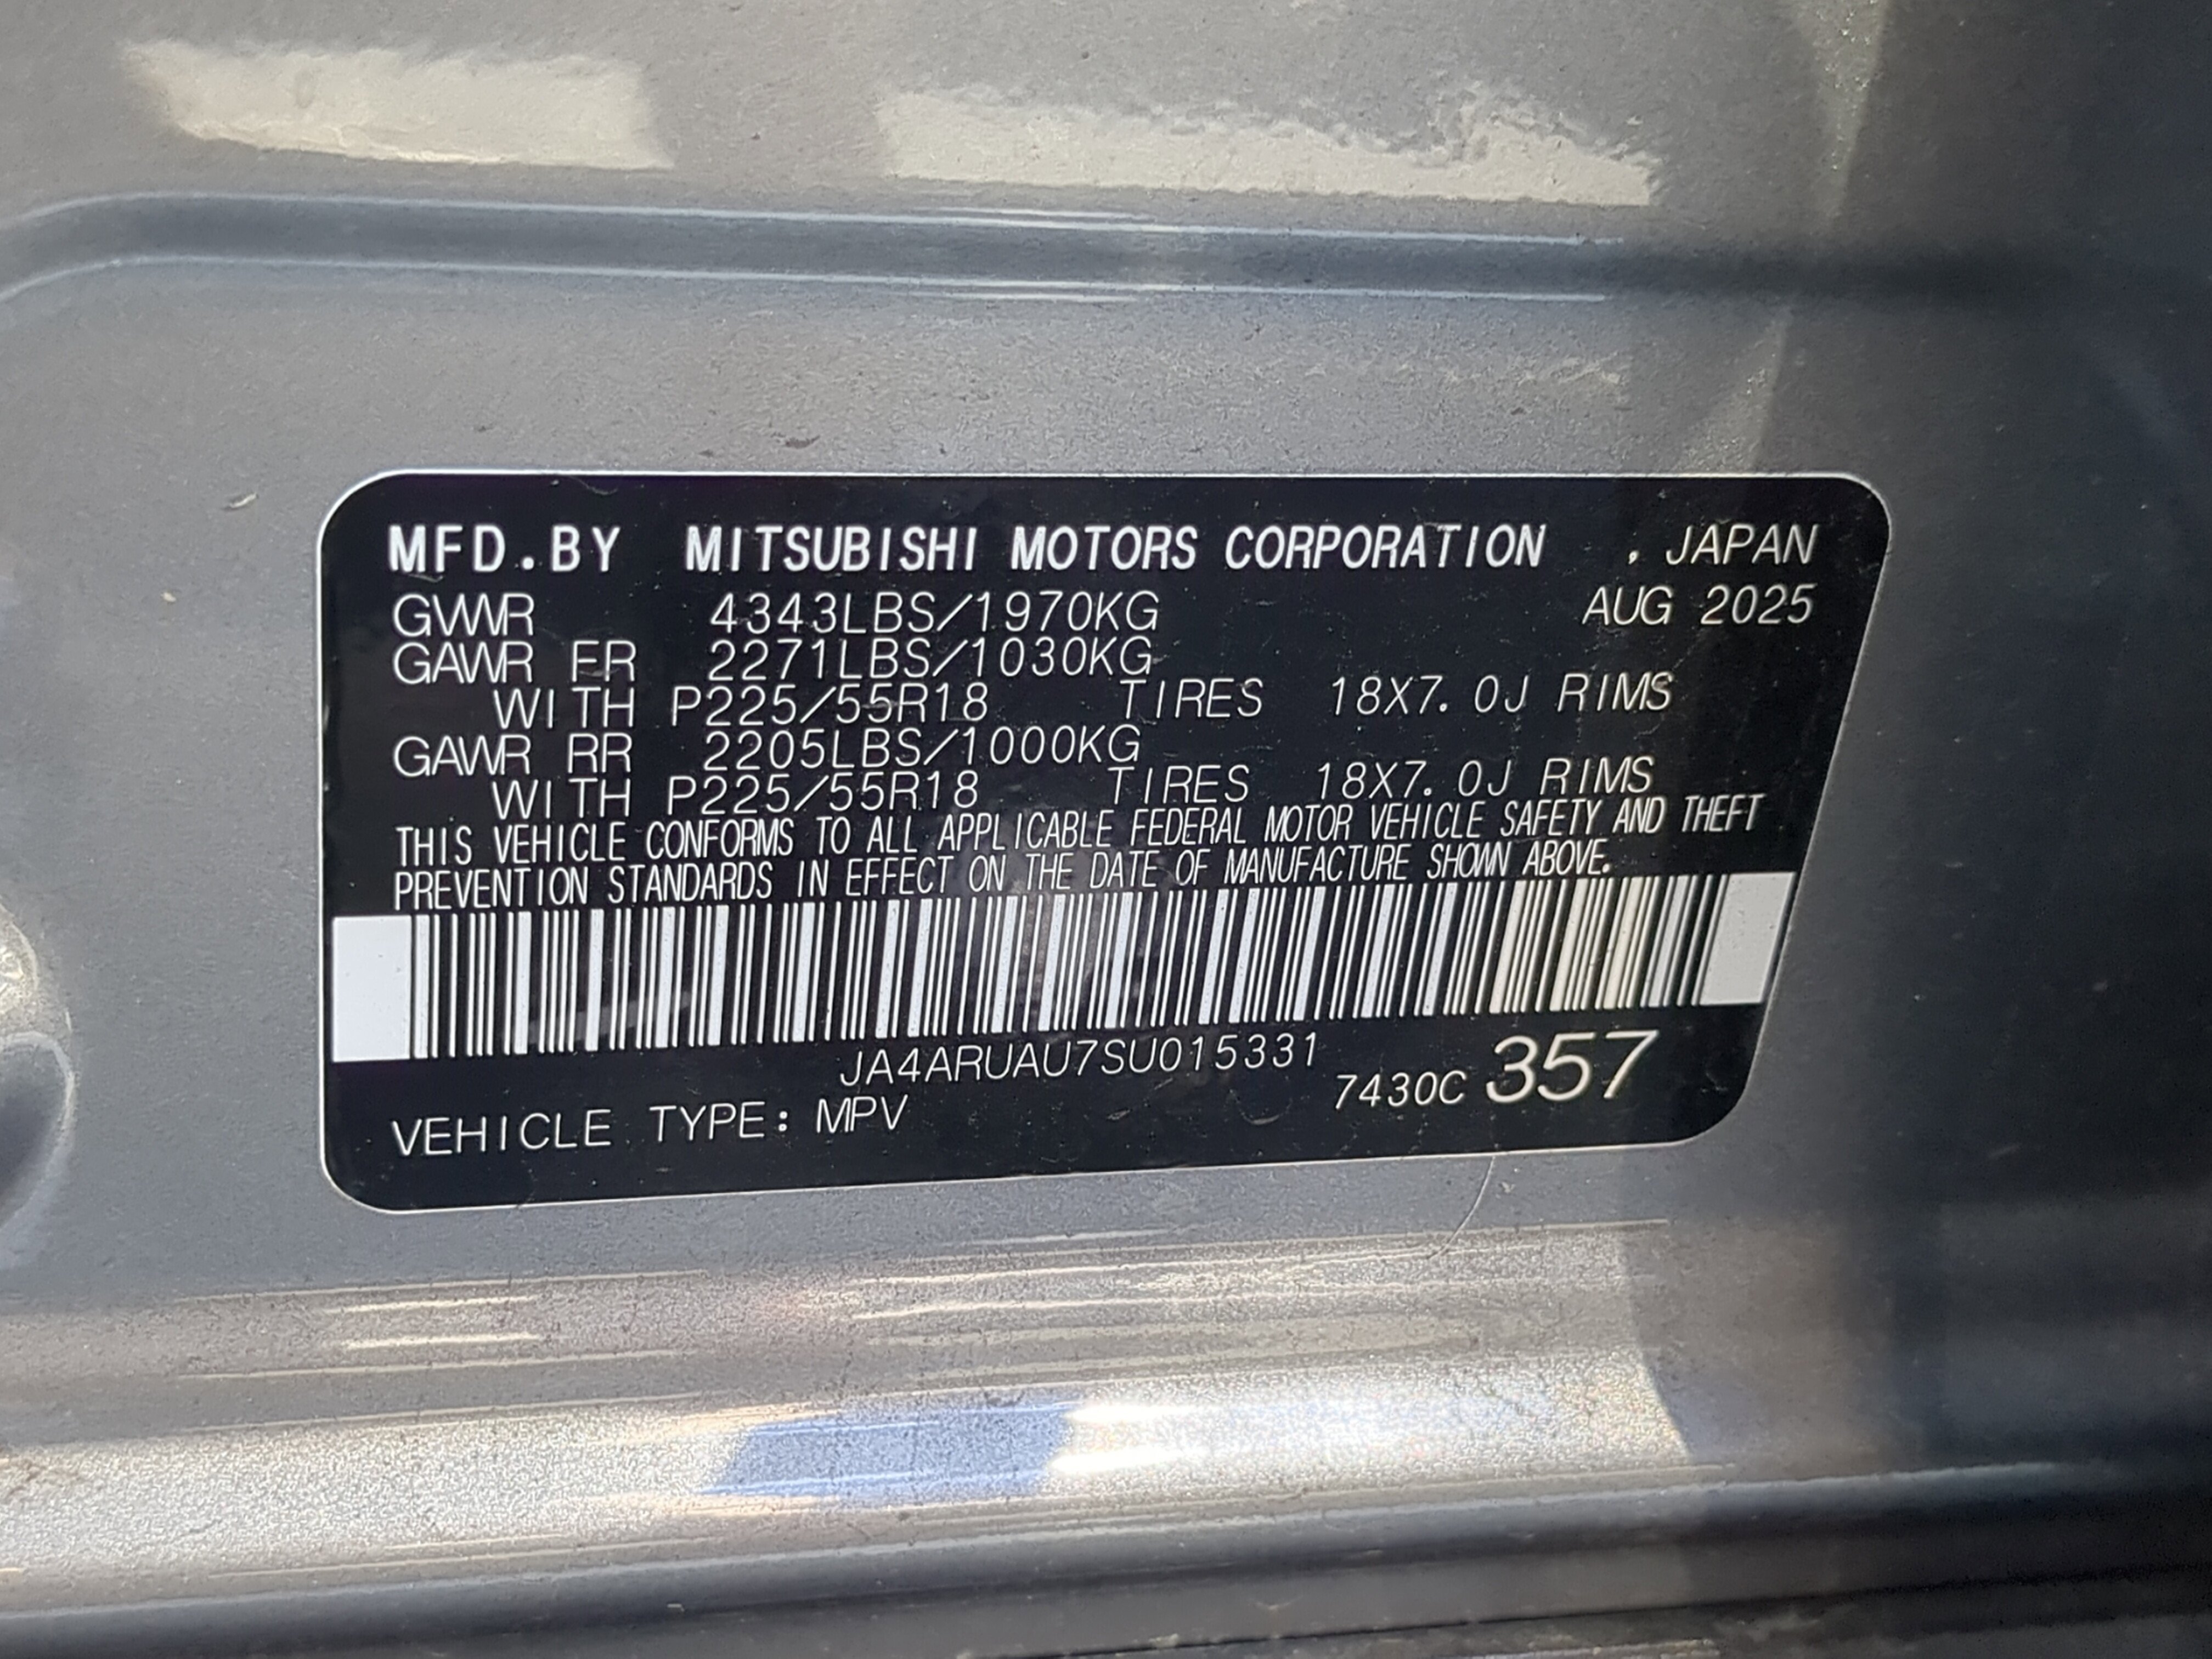 MFD.BY MITSUBISHI MOTORS CORPORATION , JAPAN
GVWR 4343LBS/1970KG AUG 2025
GAWR FR 2271LBS/1030KG
WITH P225/55R18 TIRES 18X7.0J RIMS
GAWR RR 2205LBS/1000KG
WITH P225/55R18 TIRES 18X7.0J RIMS
THIS VEHICLE CONFORMS TO ALL APPLICABLE FEDERAL MOTOR VEHICLE SAFETY AND THEFT
PREVENTION STANDARDS IN EFFECT ON THE DATE OF MANUFACTURE SHOWN ABOVE.
JA4ARUAU7SU015331
VEHICLE TYPE: MPV 7430C 357